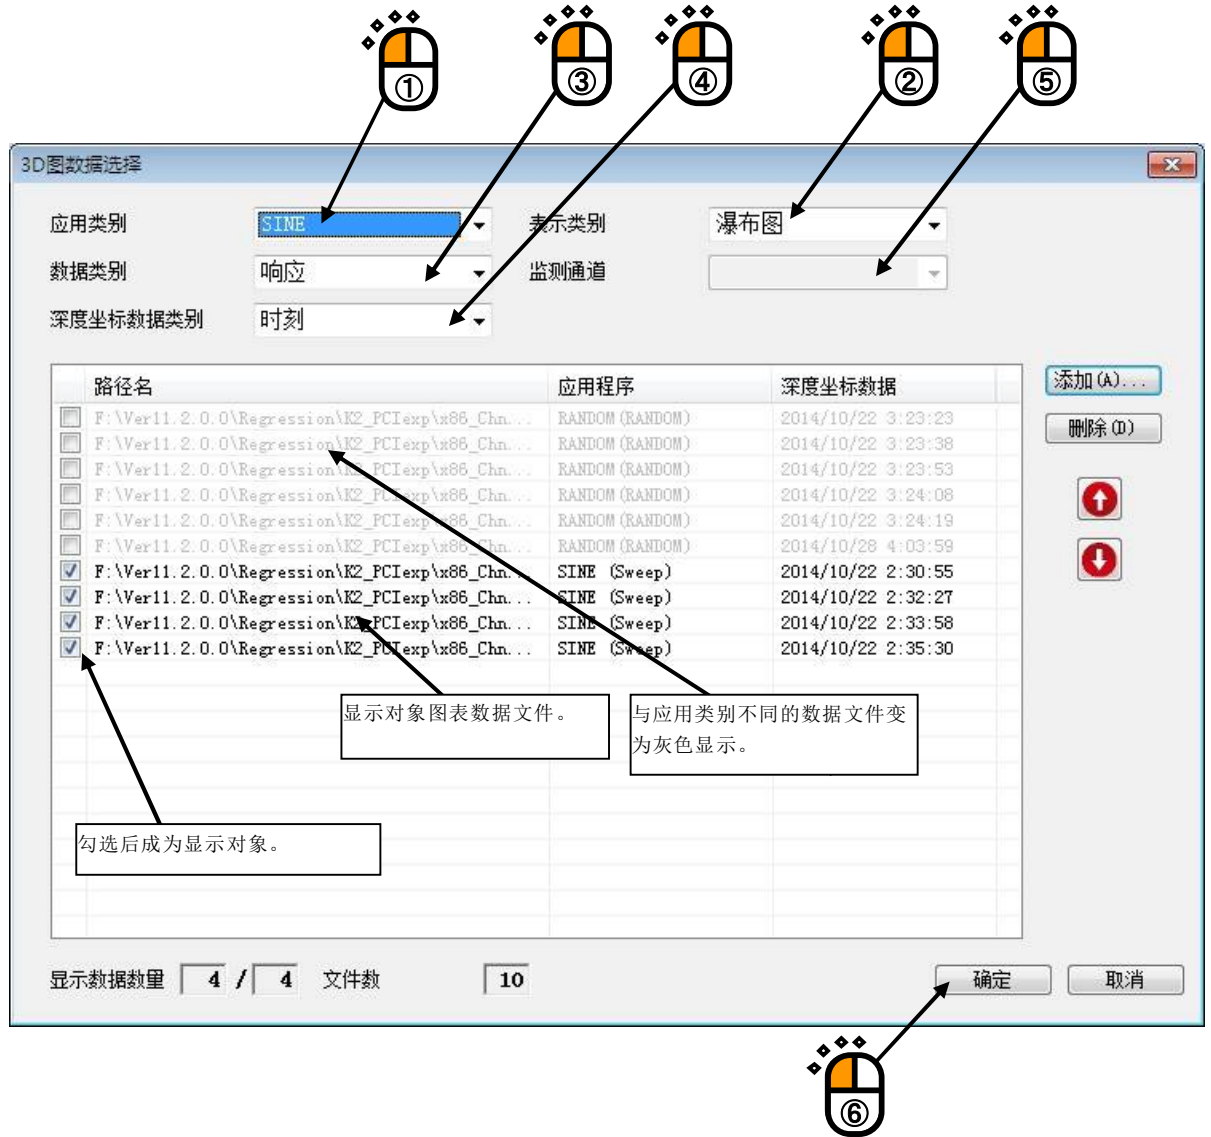 ① ③ ④ ② ⑤
3D图数据选择
应用类别 SINE 表示类别 瀑布图
数据类别 响应 监测通道
深度坐标数据类别 时刻
路径名 应用程序 深度坐标数据 添加(A)...
F:\Ver11.2.0.0\Regression\K2_PCIexp\x86_Chn... RANDOM(RANDOM) 2014/10/22 3:23:23
删除(D)
F:\Ver11.2.0.0\Regression\K2_PCIexp\x86_Chn... RANDOM(RANDOM) 2014/10/22 3:23:38
F:\Ver11.2.0.0\Regression\K2_PCIexp\x86_Chn... RANDOM(RANDOM) 2014/10/22 3:23:53
F:\Ver11.2.0.0\Regression\K2_PCIexp\x86_Chn... RANDOM(RANDOM) 2014/10/22 3:24:08
F:\Ver11.2.0.0\Regression\K2_PCIexp\x86_Chn... RANDOM(RANDOM) 2014/10/22 3:24:19
F:\Ver11.2.0.0\Regression\K2_PCIexp\x86_Chn... RANDOM(RANDOM) 2014/10/28 4:03:59
F:\Ver11.2.0.0\Regression\K2_PCIexp\x86_Chn... SINE (Sweep) 2014/10/22 2:30:55
F:\Ver11.2.0.0\Regression\K2_PCIexp\x86_Chn... SINE (Sweep) 2014/10/22 2:32:27
F:\Ver11.2.0.0\Regression\K2_PCIexp\x86_Chn... SINE (Sweep) 2014/10/22 2:33:58
F:\Ver11.2.0.0\Regression\K2_PCIexp\x86_Chn... SINE (Sweep) 2014/10/22 2:35:30
显示对象图表数据文件。
与应用类别不同的数据文件变
为灰色显示。
勾选后成为显示对象。
显示数据数量 4 / 4 文件数 10 确定 取消
⑥